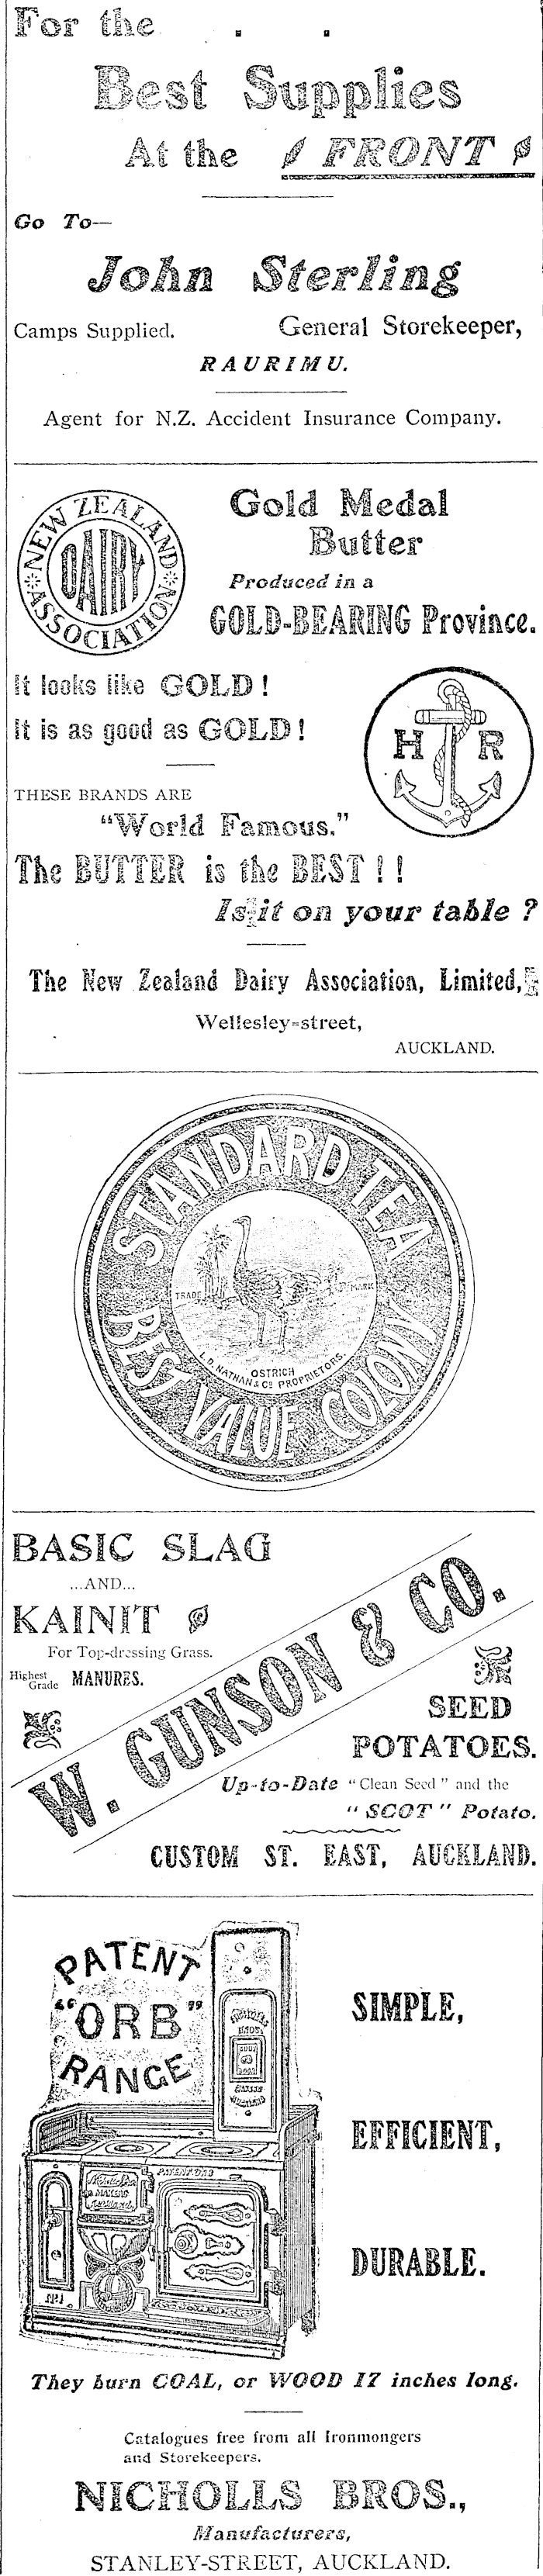 For the . .
Best Supplies
At the FRONT
Go To—
John Sterling
Camps Supplied. General Storekeeper,
RAURIMU.
Agent for N.Z. Accident Insurance Company.
NEW ZEALAND
DAIRY
ASSOCIATION
Gold Medal
Butter
Produced in a
GOLD-BEARING Province.
It looks like GOLD !
It is as good as GOLD !
H R
THESE BRANDS ARE
"World Famous."
The BUTTER is the BEST ! !
Is it on your table ?
The New Zealand Dairy Association, Limited,
Wellesley-street,
AUCKLAND.
STANDARD TEA
TRADE MARK
OSTRICH
L. D. NATHAN & Co PROPRIETORS.
BEST VALUE COLONY
BASIC SLAG
...AND...
KAINIT
For Top-dressing Grass.
Highest Grade MANURES.
W. GUNSON & CO.
SEED
POTATOES.
Up-to-Date "Clean Seed" and the
"SCOT" Potato.
CUSTOM ST. EAST, AUCKLAND.
PATENT
"ORB"
RANGE
PATENT ORB
No 1
SIMPLE,
EFFICIENT,
DURABLE.
They burn COAL, or WOOD 17 inches long.
Catalogues free from all Ironmongers
and Storekeepers.
NICHOLLS BROS.,
Manufacturers,
STANLEY-STREET, AUCKLAND.